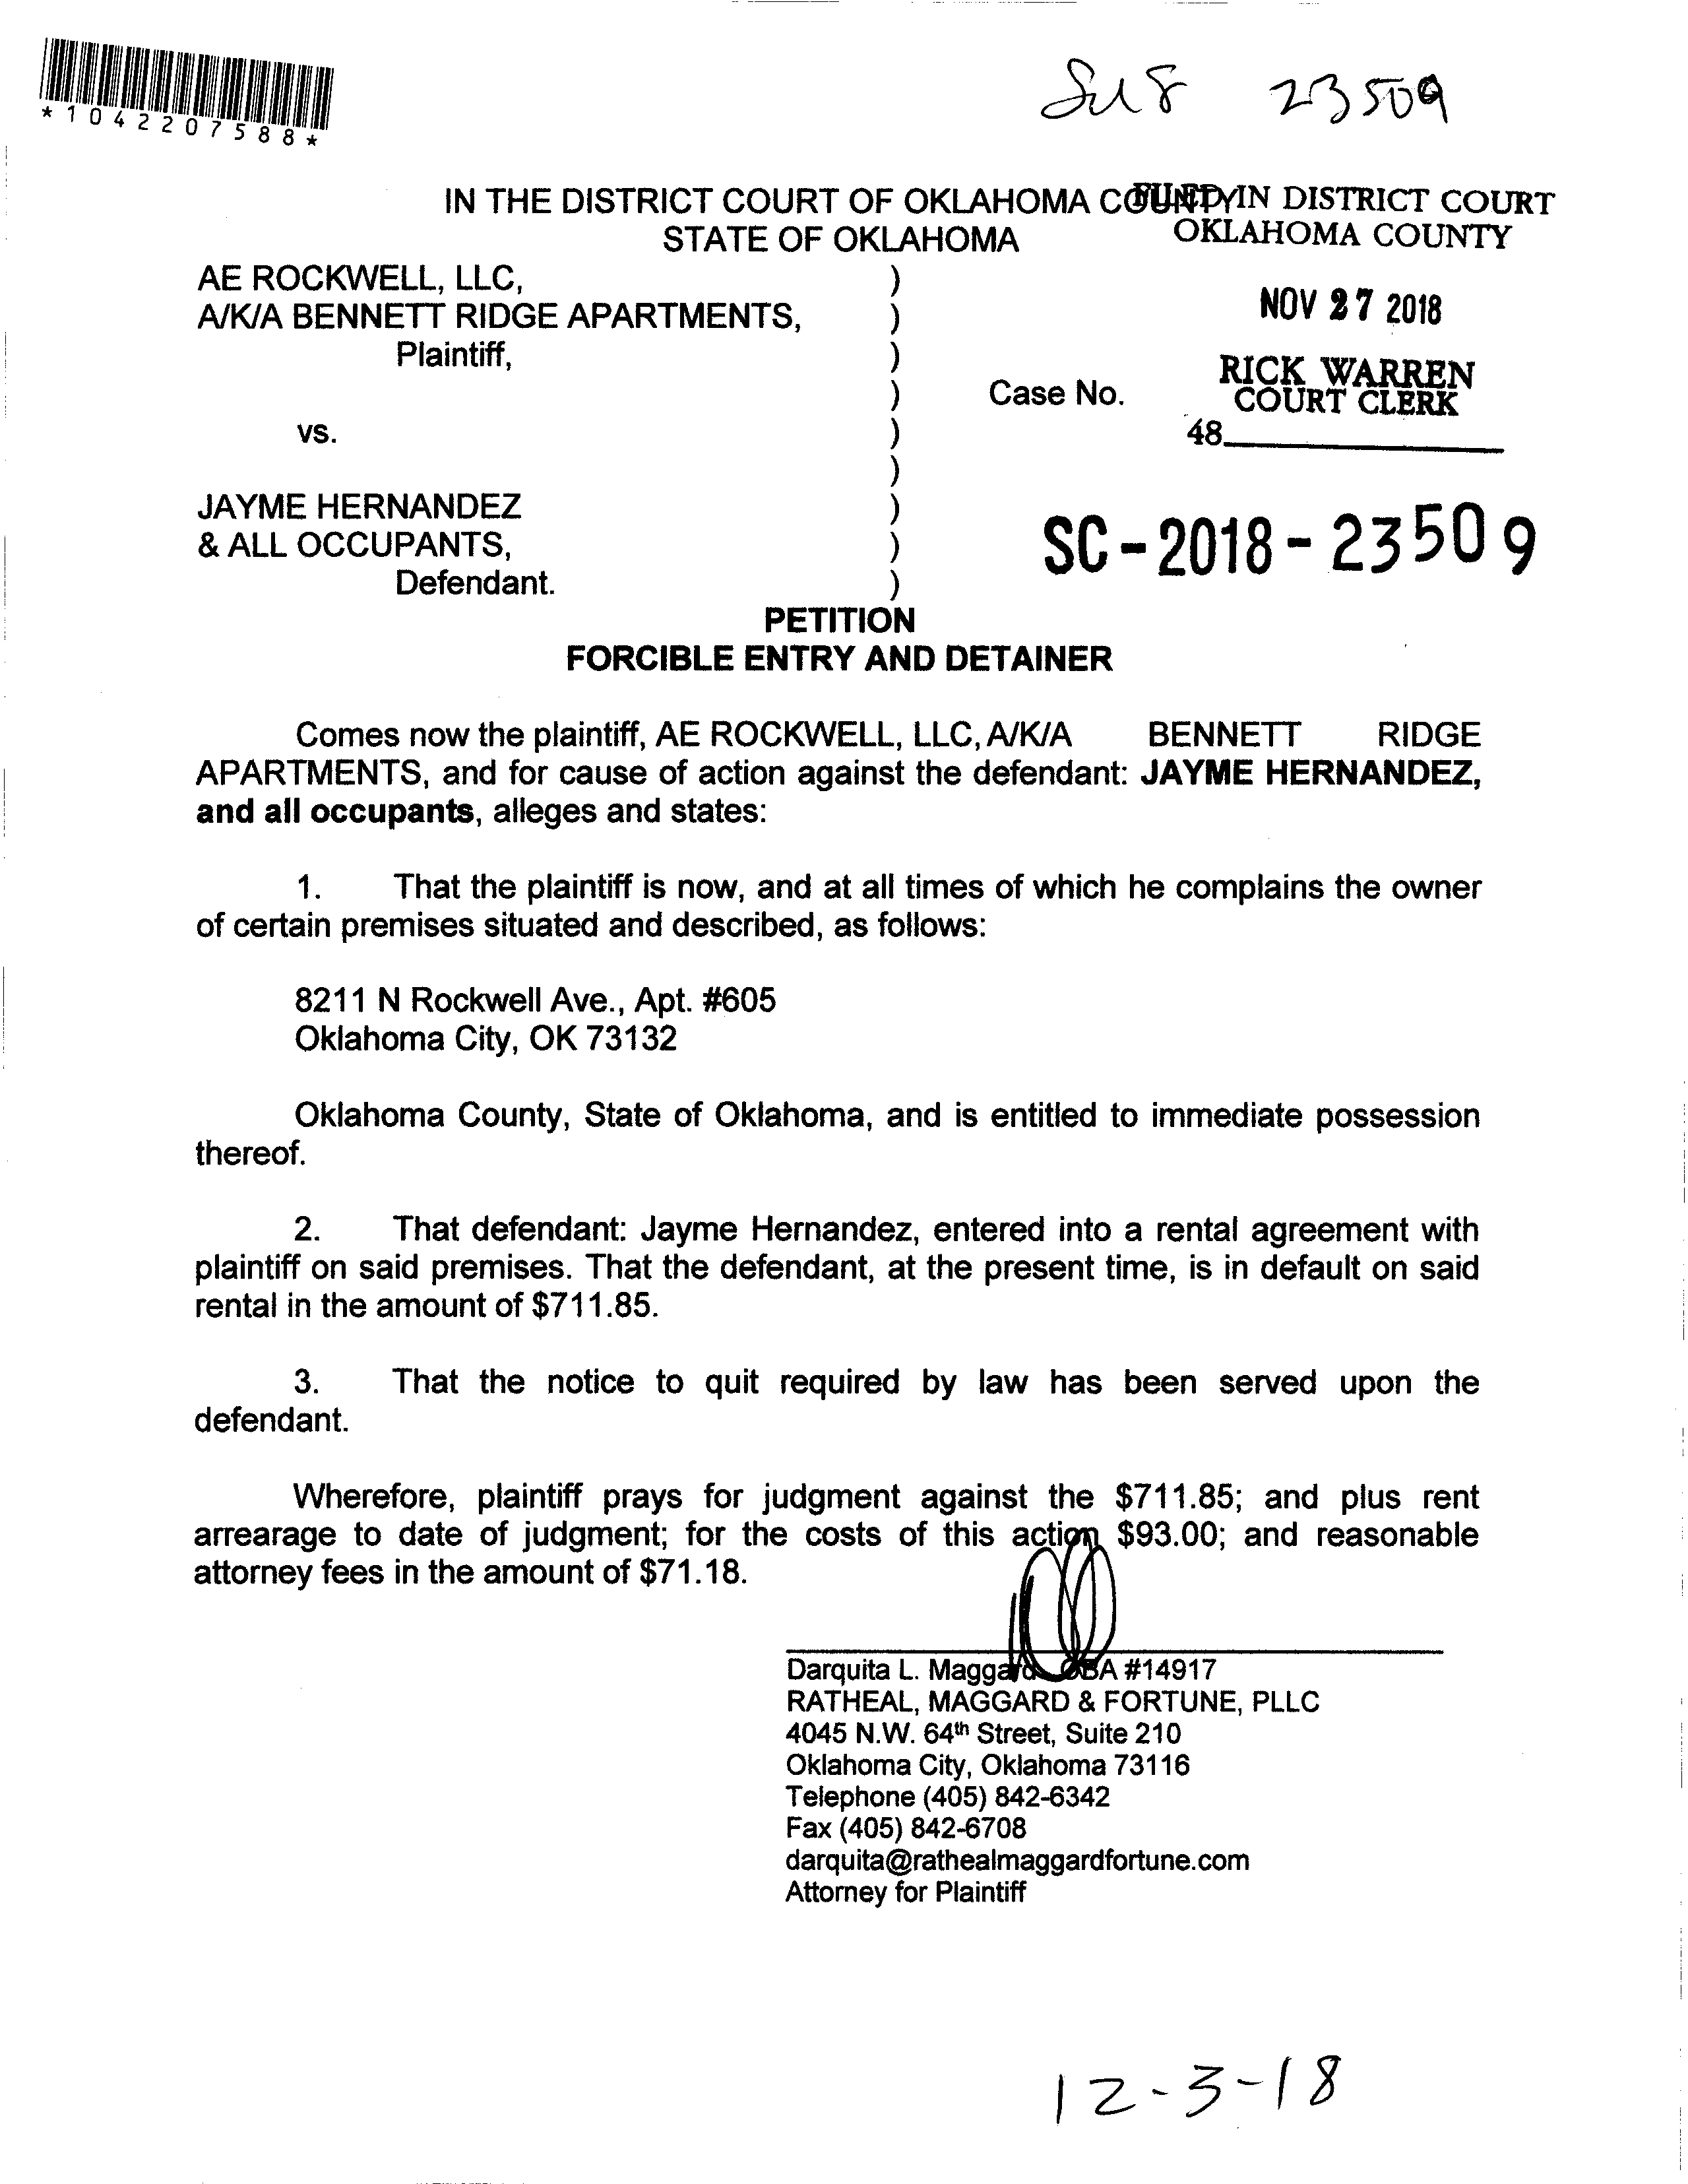 *1042207588*
23509
IN THE DISTRICT COURT OF OKLAHOMA COUNTY
STATE OF OKLAHOMA
FILED IN DISTRICT COURT
OKLAHOMA COUNTY
NOV 27 2018
RICK WARREN
COURT CLERK
48
AE ROCKWELL, LLC, )
A/K/A BENNETT RIDGE APARTMENTS, )
Plaintiff, )
) Case No.
vs. )
)
JAYME HERNANDEZ )
& ALL OCCUPANTS, )
Defendant. )
SC-2018-23509
PETITION
FORCIBLE ENTRY AND DETAINER
Comes now the plaintiff, AE ROCKWELL, LLC, A/K/A BENNETT RIDGE
APARTMENTS, and for cause of action against the defendant: JAYME HERNANDEZ,
and all occupants, alleges and states:
1. That the plaintiff is now, and at all times of which he complains the owner
of certain premises situated and described, as follows:
8211 N Rockwell Ave., Apt. #605
Oklahoma City, OK 73132
Oklahoma County, State of Oklahoma, and is entitled to immediate possession
thereof.
2. That defendant: Jayme Hernandez, entered into a rental agreement with
plaintiff on said premises. That the defendant, at the present time, is in default on said
rental in the amount of $711.85.
3. That the notice to quit required by law has been served upon the
defendant.
Wherefore, plaintiff prays for judgment against the $711.85; and plus rent
arrearage to date of judgment; for the costs of this action $93.00; and reasonable
attorney fees in the amount of $71.18.
Darquita L. Maggard OBA #14917
RATHEAL, MAGGARD & FORTUNE, PLLC
4045 N.W. 64th Street, Suite 210
Oklahoma City, Oklahoma 73116
Telephone (405) 842-6342
Fax (405) 842-6708
darquita@rathealmaggardfortune.com
Attorney for Plaintiff
12-3-18